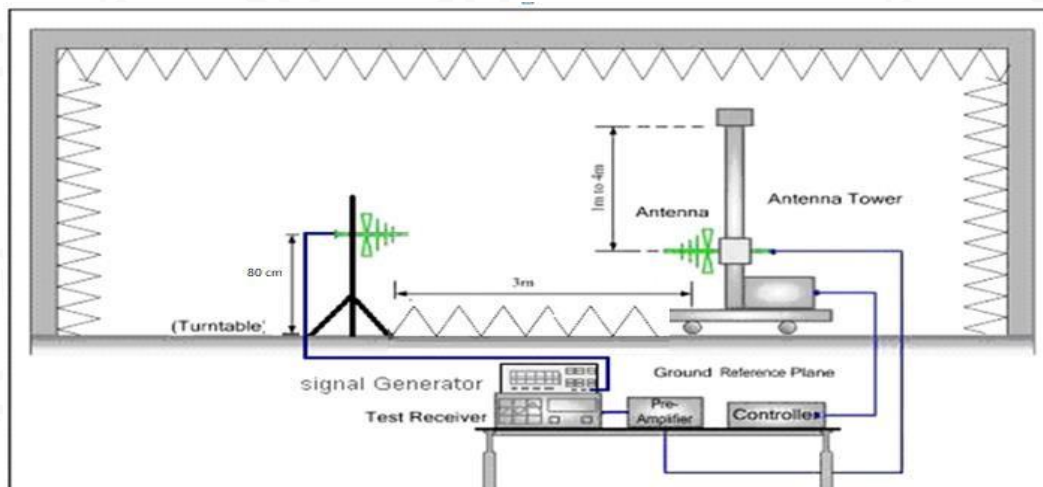 1m to 4m
Antenna
Antenna Tower
80 cm
3m
(Turntable)
Ground Reference Plane
signal Generator
Test Receiver
Pre-
Amplifier
Controller